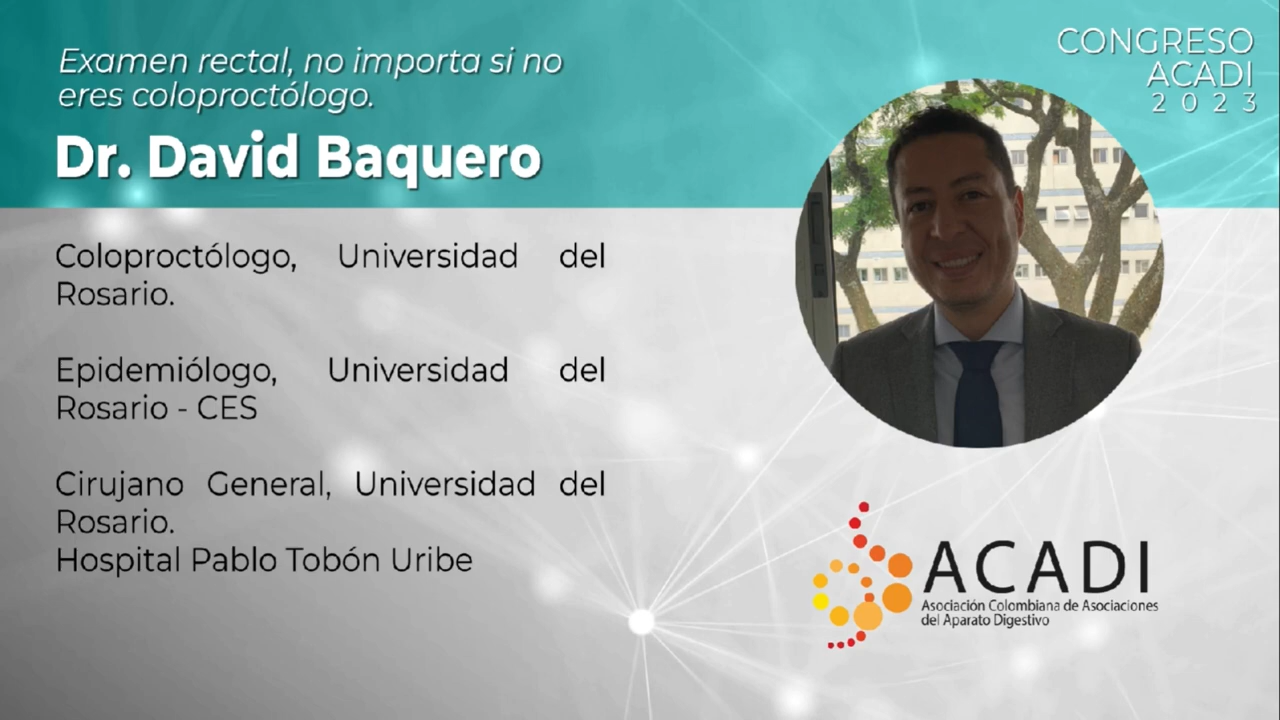 Examen rectal, no importa si no
eres coloproctólogo.
Dr. David Baquero
CONGRESO
ACADI
2023
Coloproctólogo, Universidad del
Rosario.
Epidemiólogo, Universidad del
Rosario - CES
Cirujano General, Universidad del
Rosario.
Hospital Pablo Tobón Uribe
ACADI
Asociación Colombiana de Asociaciones
del Aparato Digestivo